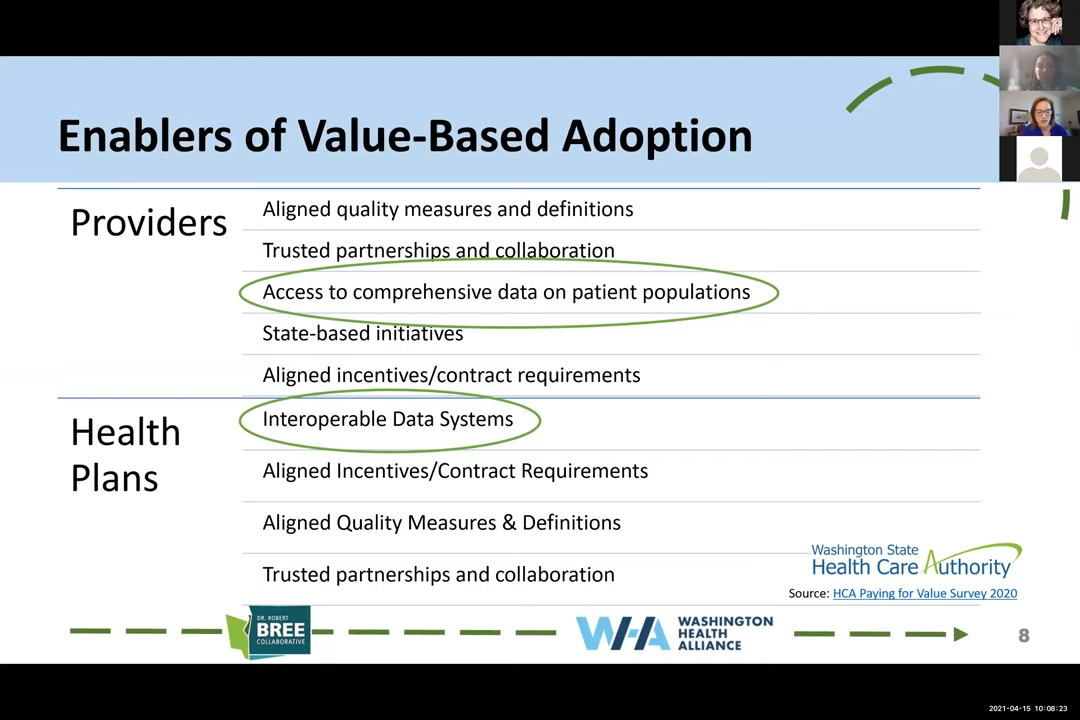 Enablers of Value-Based Adoption
Providers
Aligned quality measures and definitions
Trusted partnerships and collaboration
Access to comprehensive data on patient populations
State-based initiatives
Aligned incentives/contract requirements
Health
Plans
Interoperable Data Systems
Aligned Incentives/Contract Requirements
Aligned Quality Measures & Definitions
Trusted partnerships and collaboration
Washington State
Health Care Authority
Source: HCA Paying for Value Survey 2020
DR. ROBERT
BREE
COLLABORATIVE
WHA
WASHINGTON
HEALTH
ALLIANCE
8
2021-04-15 10:08:23